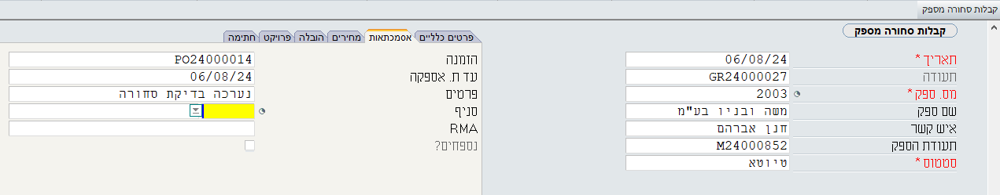 קבלות סחורה מספק
קבלות סחורה מספק
תאריך * 06/08/24
תעודה GR24000027
מס. ספק * 2003
שם ספק משה ובניו בע"מ
איש קשר חנן אברהם
תעודת הספק M24000852
סטטוס * טיוטא
פרטים כלליים אסמכתאות מחירים הובלה פרויקט חתימה
הזמנה PO24000014
עד ת. אספקה 06/08/24
פרטים נערכה בדיקת סחורה
סניף
RMA
נספחים?